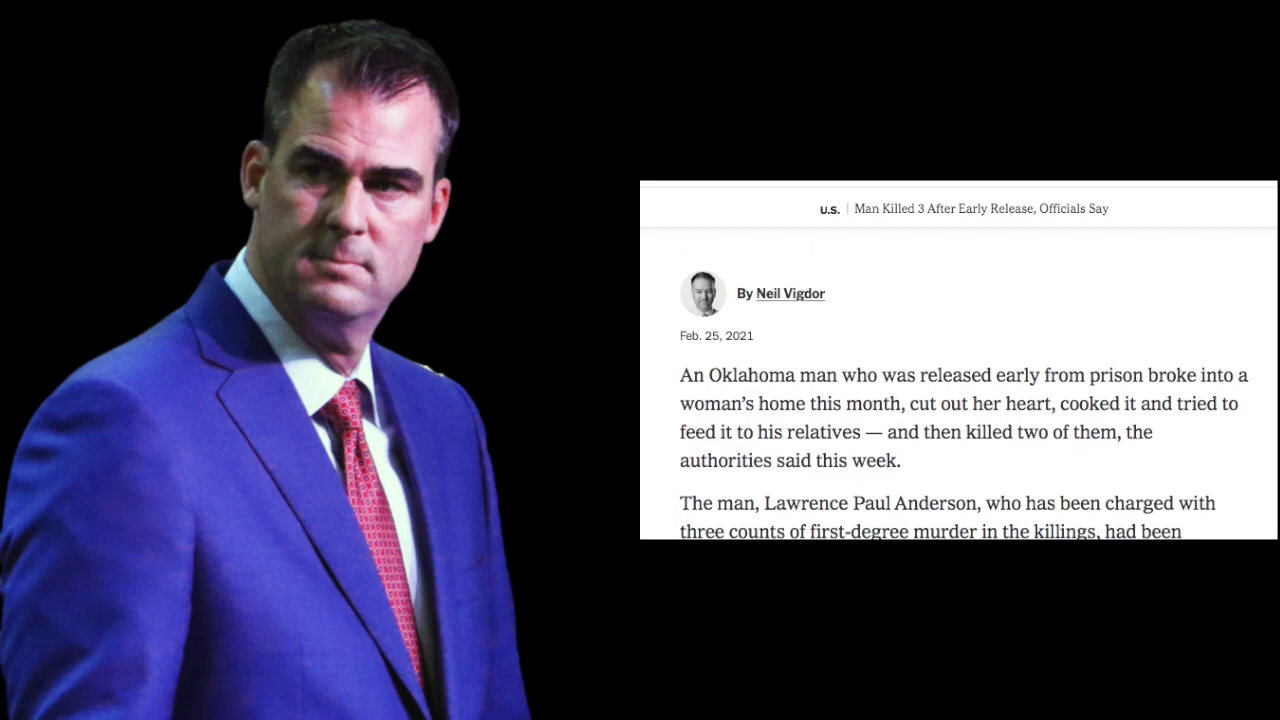 U.S. | Man Killed 3 After Early Release, Officials Say
By Neil Vigdor
Feb. 25, 2021
An Oklahoma man who was released early from prison broke into a
woman’s home this month, cut out her heart, cooked it and tried to
feed it to his relatives — and then killed two of them, the
authorities said this week.
The man, Lawrence Paul Anderson, who has been charged with
three counts of first-degree murder in the killings, had been